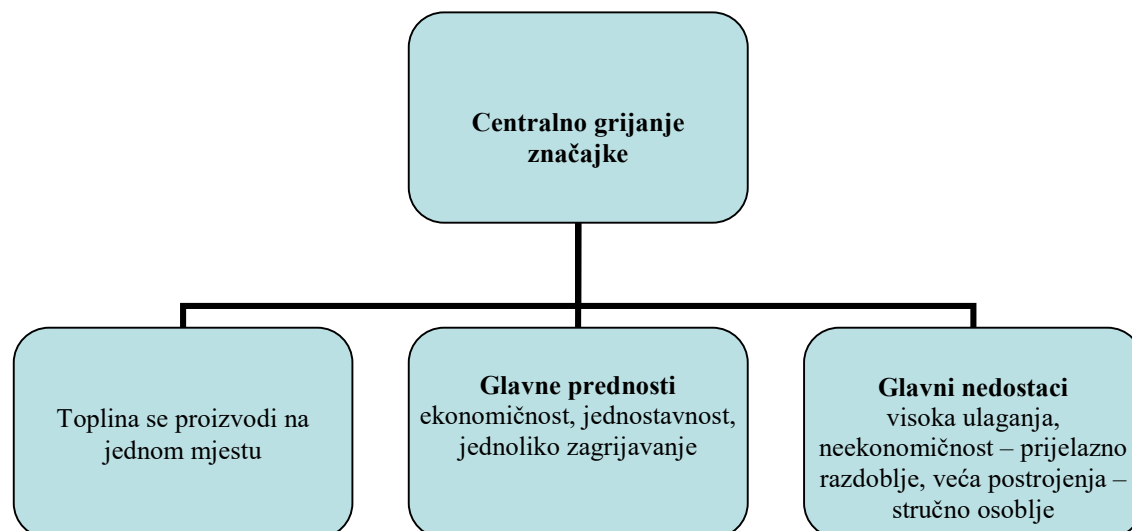 Centralno grijanje
značajke
Toplina se proizvodi na
jednom mjestu
Glavne prednosti
ekonomičnost, jednostavnost,
jednoliko zagrijavanje
Glavni nedostaci
visoka ulaganja,
neekonomičnost – prijelazno
razdoblje, veća postrojenja –
stručno osoblje